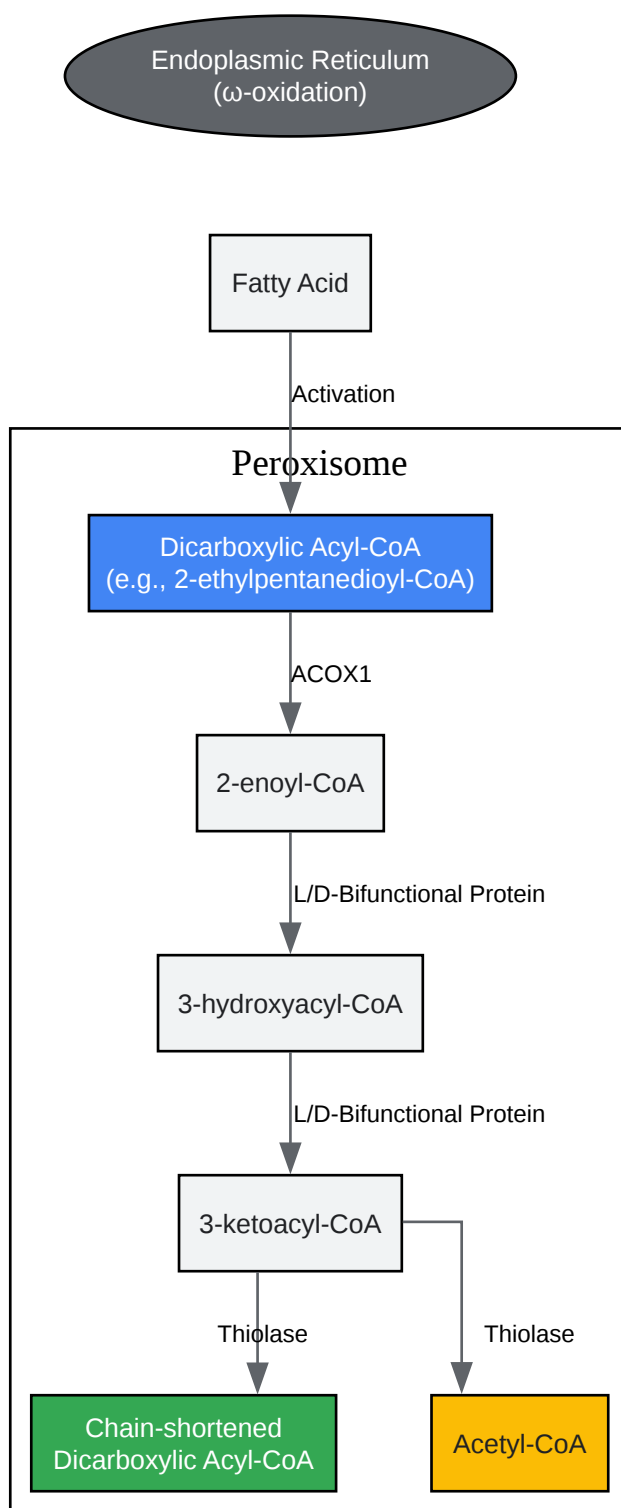 Endoplasmic Reticulum
(ω-oxidation)
Fatty Acid
Activation
Peroxisome
Dicarboxylic Acyl-CoA
(e.g., 2-ethylpentanedioyl-CoA)
ACOX1
2-enoyl-CoA
L/D-Bifunctional Protein
3-hydroxyacyl-CoA
L/D-Bifunctional Protein
3-ketoacyl-CoA
Thiolase
Thiolase
Chain-shortened
Dicarboxylic Acyl-CoA
Acetyl-CoA